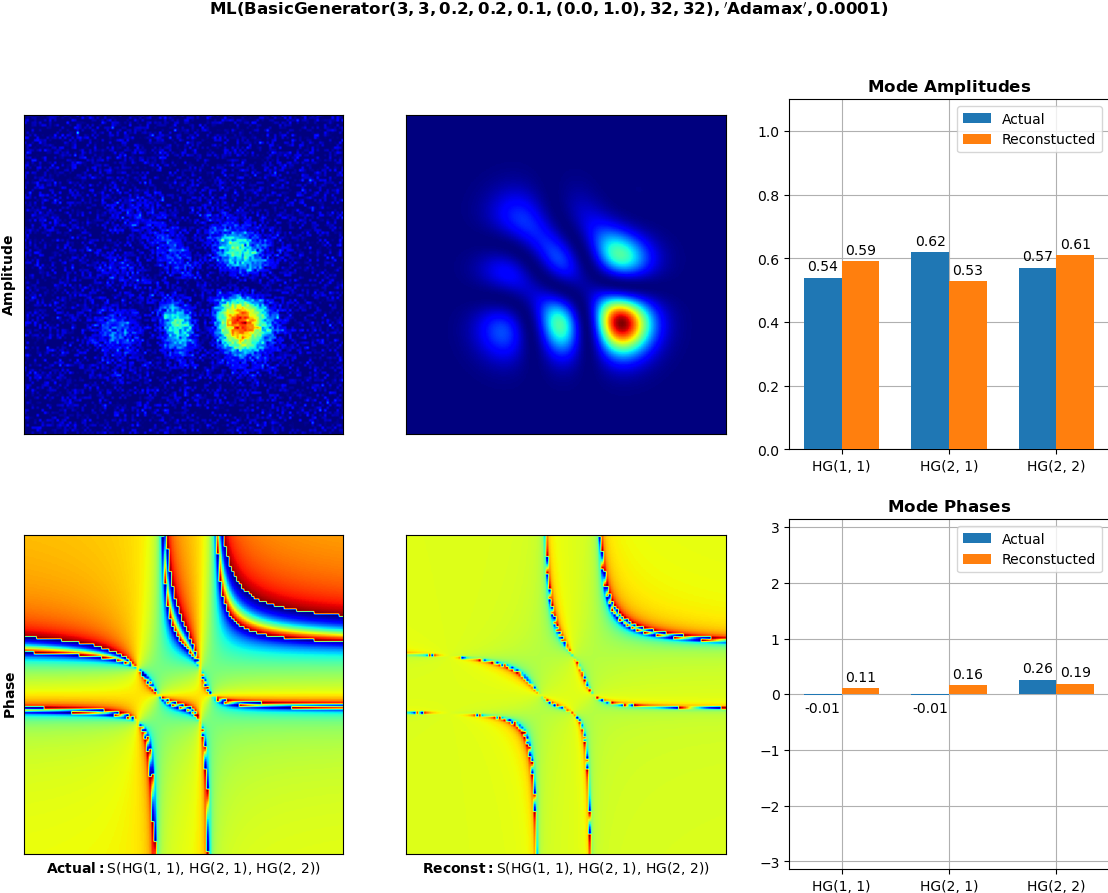 ML(BasicGenerator(3, 3, 0.2, 0.2, 0.1, (0.0, 1.0), 32, 32), ′Adamax′, 0.0001)
Amplitude
Mode Amplitudes
Actual
Reconstucted
1.0
0.8
0.6
0.4
0.2
0.0
0.54
0.59
0.62
0.53
0.57
0.61
HG(1, 1)
HG(2, 1)
HG(2, 2)
Phase
Actual: S(HG(1, 1), HG(2, 1), HG(2, 2))
Reconst: S(HG(1, 1), HG(2, 1), HG(2, 2))
Mode Phases
Actual
Reconstucted
3
2
1
0
−1
−2
−3
-0.01
0.11
-0.01
0.16
0.26
0.19
HG(1, 1)
HG(2, 1)
HG(2, 2)